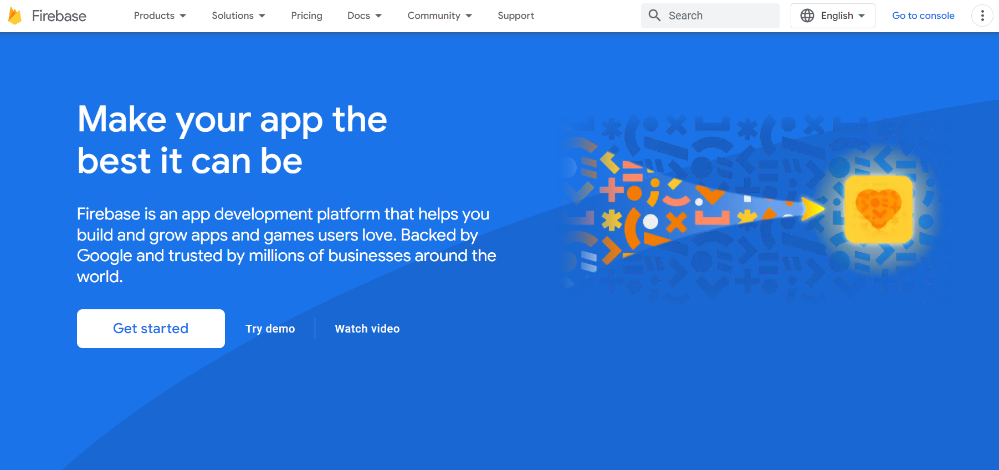 Firebase Products Solutions Pricing Docs Community Support Search English Go to console
Make your app the
best it can be
Firebase is an app development platform that helps you
build and grow apps and games users love. Backed by
Google and trusted by millions of businesses around the
world.
Get started Try demo Watch video